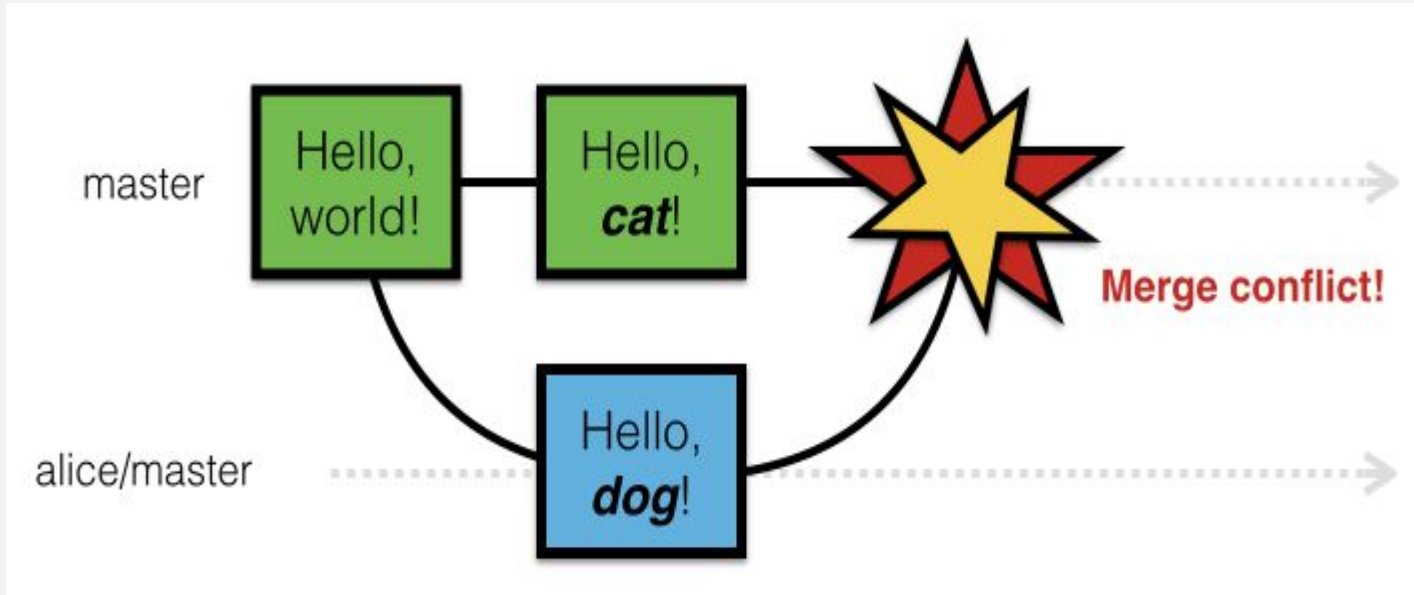 master
Hello,
world!
Hello,
cat!
Merge conflict!
alice/master
Hello,
dog!